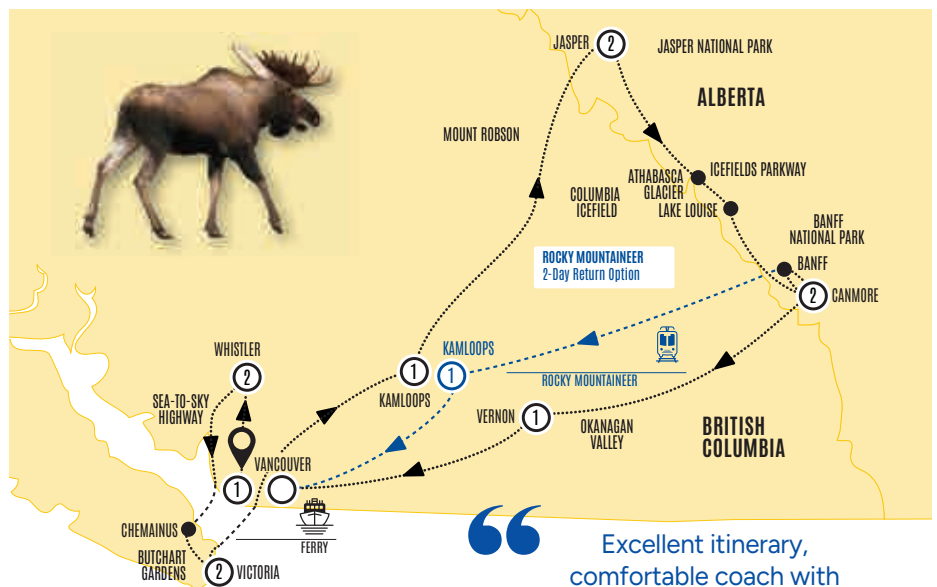 JASPER
2
JASPER NATIONAL PARK
ALBERTA
MOUNT ROBSON
ATHABASCA
GLACIER
ICEFIELDS PARKWAY
COLUMBIA
ICEFIELD
LAKE LOUISE
BANFF
NATIONAL PARK
ROCKY MOUNTAINEER
2-Day Return Option
BANFF
2
CANMORE
WHISTLER
2
KAMLOOPS
1
1
KAMLOOPS
ROCKY MOUNTAINEER
SEA-TO-SKY
HIGHWAY
VERNON
1
OKANAGAN
VALLEY
BRITISH
COLUMBIA
VANCOUVER
1
CHEMAINUS
FERRY
BUTCHART
GARDENS
2
VICTORIA
“
Excellent itinerary,
comfortable coach with